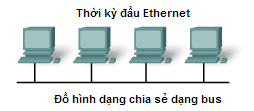 Thời kỳ đầu Ethernet
Đồ hình dạng chia sẻ dạng bus